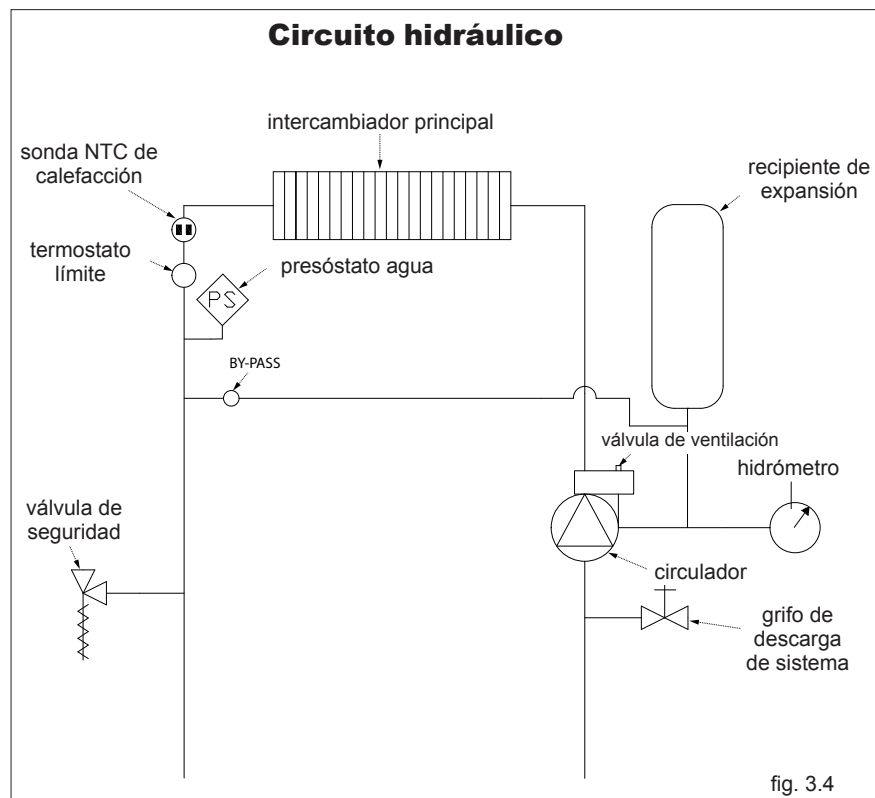 Circuito hidráulico
intercambiador principal
sonda NTC de
calefacción
recipiente de
expansión
termostato
límite
presóstato agua
PS
BY-PASS
válvula de ventilación
hidrómetro
válvula de
seguridad
circulador
grifo de
descarga
de sistema
fig. 3.4